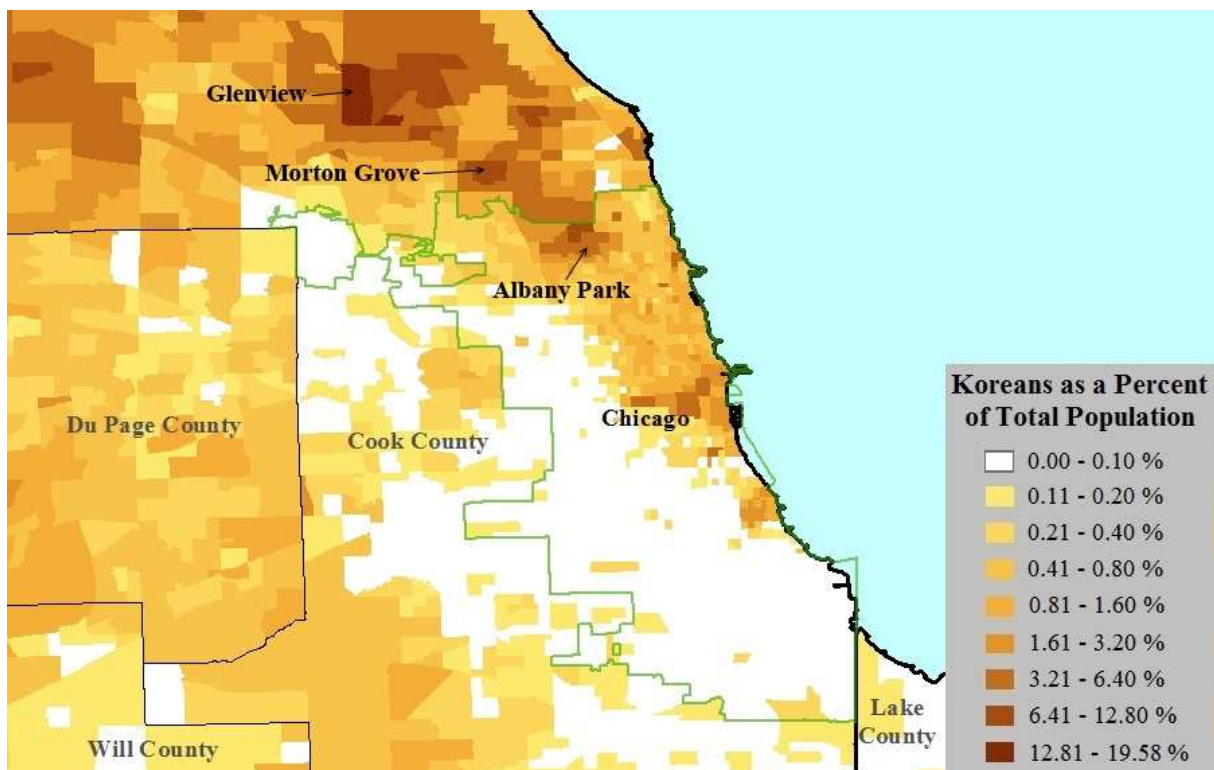 Glenview
Morton Grove
Albany Park
Du Page County
Cook County
Chicago
Will County
Lake
County
Koreans as a Percent
of Total Population
0.00 - 0.10 %
0.11 - 0.20 %
0.21 - 0.40 %
0.41 - 0.80 %
0.81 - 1.60 %
1.61 - 3.20 %
3.21 - 6.40 %
6.41 - 12.80 %
12.81 - 19.58 %